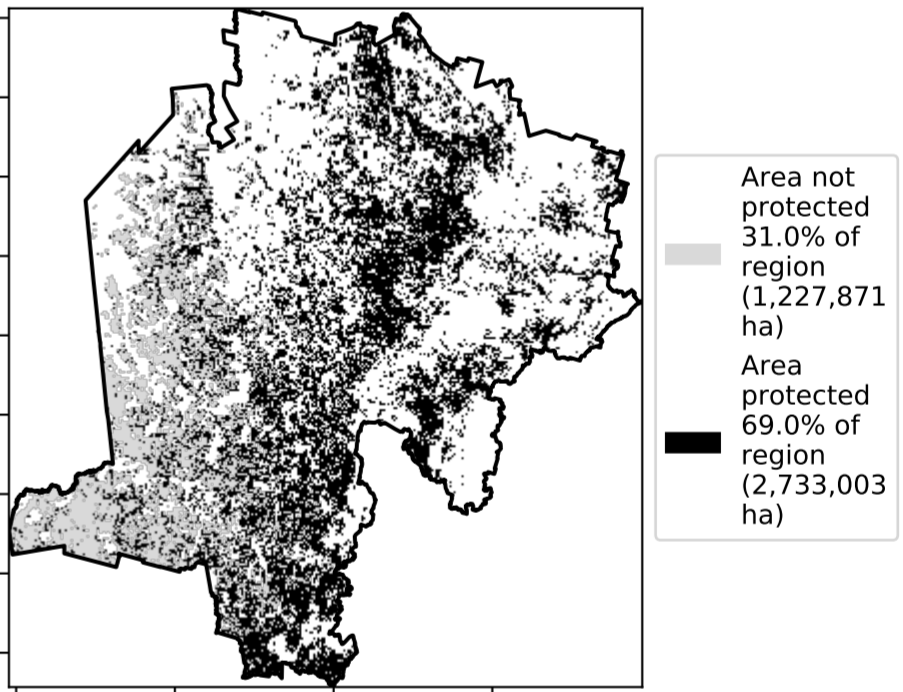 Area not
protected
31.0% of
region
(1,227,871
ha)
Area
protected
69.0% of
region
(2,733,003
ha)